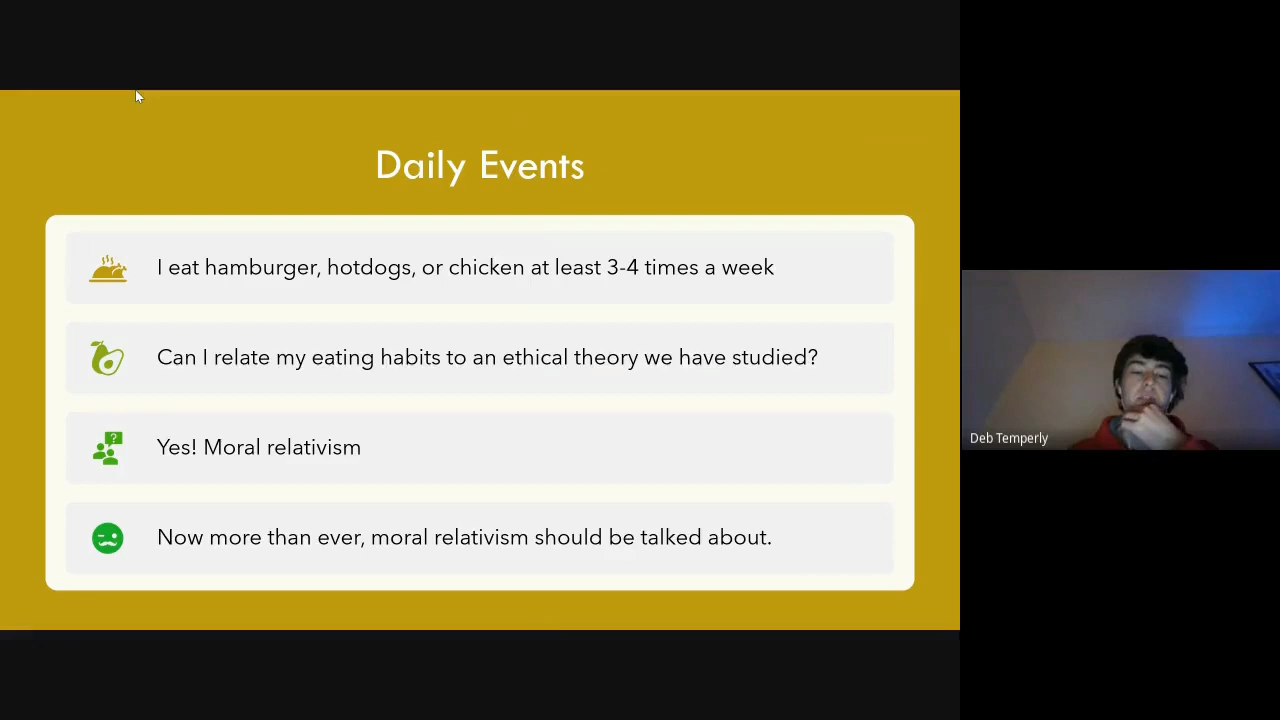 Daily Events
I eat hamburger, hotdogs, or chicken at least 3-4 times a week
Can I relate my eating habits to an ethical theory we have studied?
?
Yes! Moral relativism
Now more than ever, moral relativism should be talked about.
Deb Temperly